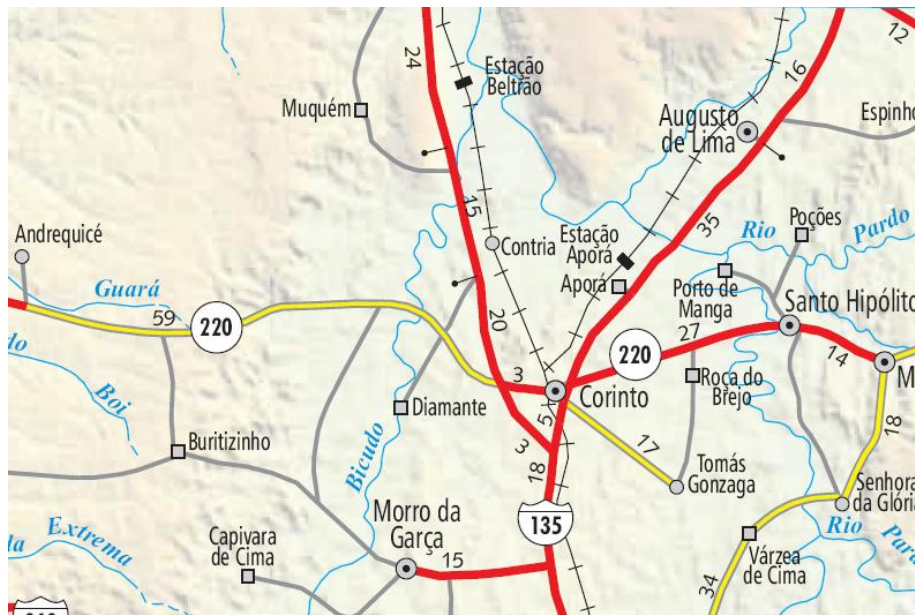 24
Estação
Beltrão
16
12
Muquém
Augusto
de Lima
Espinho
15
Andrequicé
Contria
Estação
Aporá
35
Rio
Poções
Pardo
Guará
Aporá
Porto de
Manga
59
220
20
27
220
Santo Hipólito
14
M
do
Boi
3
Corinto
Roça do
Brejo
Diamante
5
Buritizinho
3
17
18
18
Bicudo
Tomás
Gonzaga
Senhora
da Glória
Extrema
Morro da
Garça
135
Rio
Capivara
de Cima
15
Várzea
de Cima
34